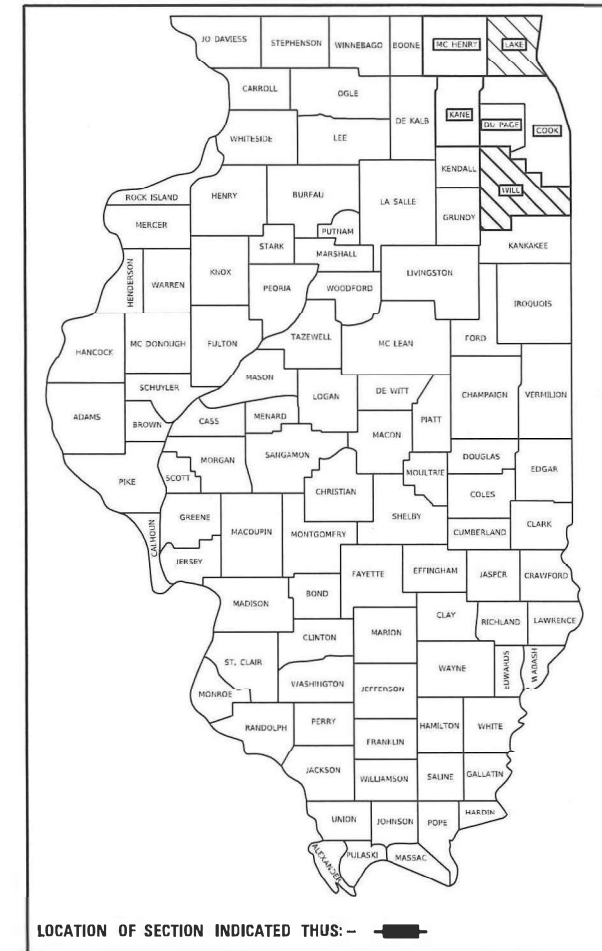 JO DAVIESS STEPHENSON WINNEBAGO BOONE MC HENRY LAKE
CARROLL OGLE
DE KALB KANE DU PAGE COOK
WHITESIDE LEE
KENDALL
WILL
ROCK ISLAND HENRY BUREAU LA SALLE
GRUNDY
MERCER
PUTNAM
STARK
MARSHALL
KANKAKEE
HENDERSON WARREN KNOX
PEORIA WOODFORD LIVINGSTON
IROQUOIS
HANCOCK MC DONOUGH FULTON TAZEWELL MC LEAN FORD
MASON
SCHUYLER
ADAMS LOGAN DE WITT CHAMPAIGN VERMILION
BROWN CASS MENARD PIATT
MACON
MORGAN SANGAMON DOUGLAS
SCOTT MOULTRIE EDGAR
PIKE CHRISTIAN COLES
GREENE SHELBY
CALHOUN MACOUPIN MONTGOMERY CUMBERLAND CLARK
JERSEY
FAYETTE EFFINGHAM JASPER CRAWFORD
BOND
MADISON
CLAY RICHLAND LAWRENCE
CLINTON MARION
ST. CLAIR WAYNE EDWARDS WABASH
WASHINGTON JEFFERSON
MONROE
RANDOLPH PERRY HAMILTON WHITE
FRANKLIN
JACKSON WILLIAMSON SALINE GALLATIN
UNION JOHNSON POPE HARDIN
ALEXANDER PULASKI MASSAC
LOCATION OF SECTION INDICATED THUS: –